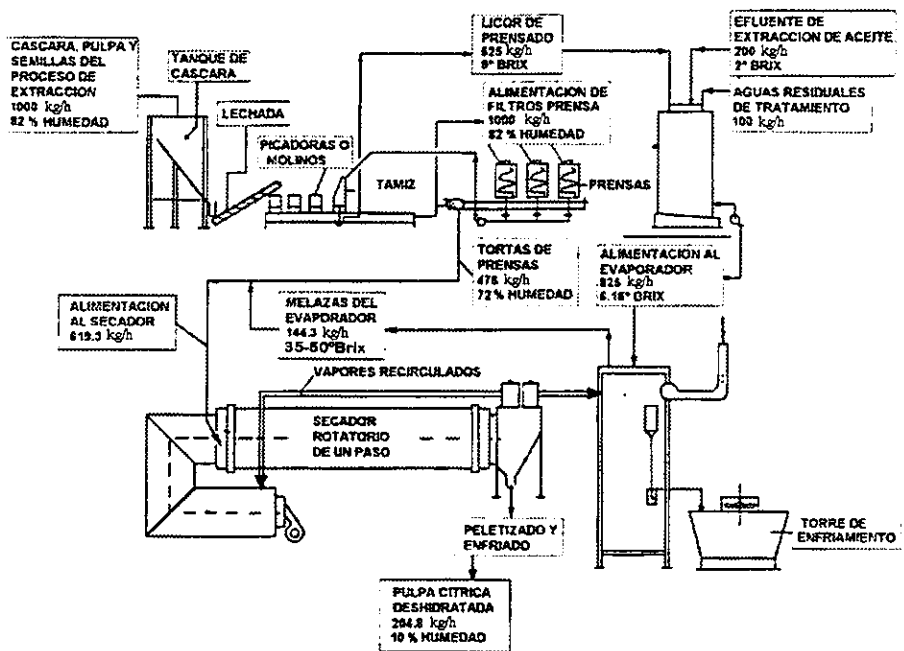 CASCARA, PULPA Y
SEMILLAS DEL
PROCESO DE
EXTRACCION
1000 kg/h
82 % HUMEDAD
TANQUE DE
CASCARA
LECHADA
PICADORAS O
MOLINOS
TAMIZ
LICOR DE
PRENSADO
525 kg/h
9° BRIX
ALIMENTACION DE
FILTROS PRENSA
1000 kg/h
82 % HUMEDAD
PRENSAS
EFLUENTE DE
EXTRACCION DE ACEITE
200 kg/h
2° BRIX
AGUAS RESIDUALES
DE TRATAMIENTO
100 kg/h
TORTAS DE
PRENSAS
475 kg/h
72 % HUMEDAD
ALIMENTACION AL
EVAPORADOR
825 kg/h
6.16° BRIX
ALIMENTACION
AL SECADOR
619.3 kg/h
MELAZAS DEL
EVAPORADOR
144.3 kg/h
35-50°Brix
VAPORES RECIRCULADOS
SECADOR
ROTATORIO
DE UN PASO
PELETIZADO Y
ENFRIADO
TORRE DE
ENFRIAMIENTO
PULPA CITRICA
DESHIDRATADA
204.8 kg/h
10 % HUMEDAD